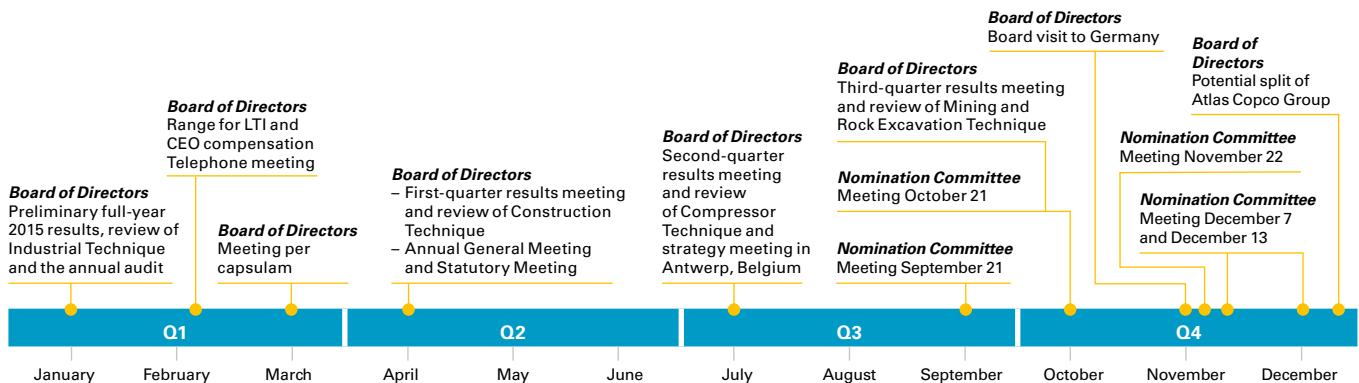 Board of Directors
Preliminary full-year
2015 results, review of
Industrial Technique
and the annual audit
Board of Directors
Range for LTI and
CEO compensation
Telephone meeting
Board of Directors
Meeting per
capsulam
Board of Directors
– First-quarter results meeting
and review of Construction
Technique
– Annual General Meeting
and Statutory Meeting
Board of Directors
Second-quarter
results meeting
and review
of Compressor
Technique and
strategy meeting in
Antwerp, Belgium
Board of Directors
Third-quarter results meeting
and review of Mining and
Rock Excavation Technique
Nomination Committee
Meeting October 21
Nomination Committee
Meeting September 21
Board of Directors
Board visit to Germany
Nomination Committee
Meeting November 22
Nomination Committee
Meeting December 7
and December 13
Board of
Directors
Potential split of
Atlas Copco Group
Q1
Q2
Q3
Q4
January
February
March
April
May
June
July
August
September
October
November
December